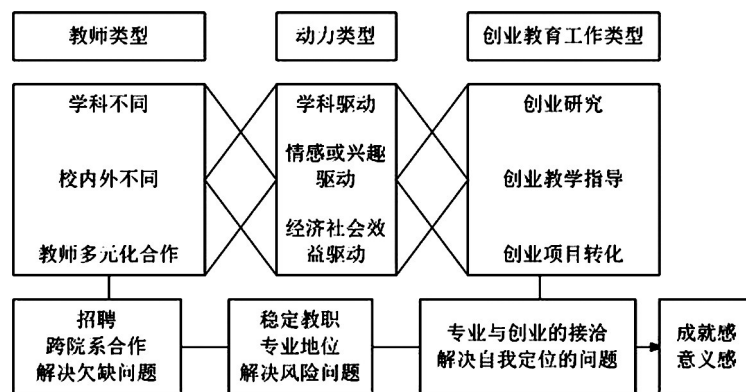 教师类型
动力类型
创业教育工作类型
学科不同
校内外不同
教师多元化合作
学科驱动
情感或兴趣
驱动
经济社会效
益驱动
创业研究
创业教学指导
创业项目转化
招聘
跨院系合作
解决欠缺问题
稳定教职
专业地位
解决风险问题
专业与创业的接洽
解决自我定位的问题
成就感
意义感